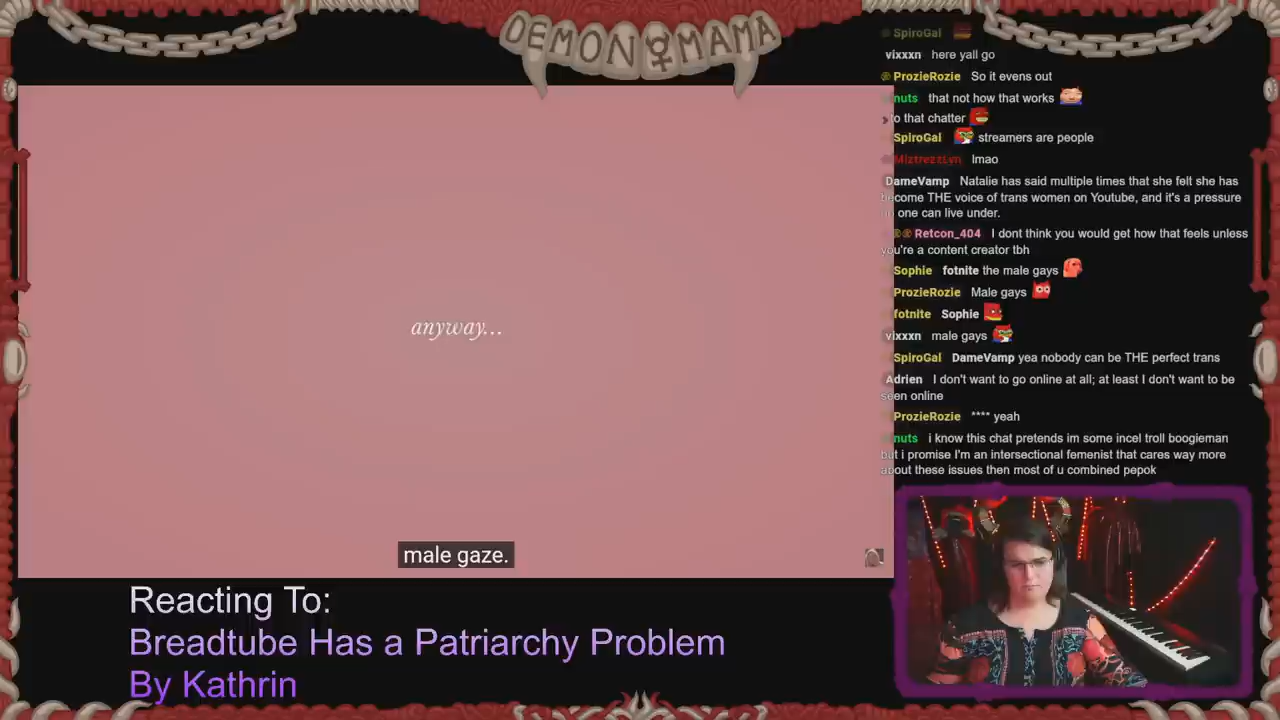 DEMON MAMA
SpiroGal
vixxxn here yall go
ProzieRozie So it evens out
nuts that not how that works
to that chatter
SpiroGal streamers are people
MiztrezzLyn lmao
DameVamp Natalie has said multiple times that she felt she has
become THE voice of trans women on Youtube, and it's a pressure
no one can live under.
Retcon_404 I dont think you would get how that feels unless
you're a content creator tbh
Sophie fotnite the male gays
ProzieRozie Male gays
fotnite Sophie
vixxxn male gays
SpiroGal DameVamp yea nobody can be THE perfect trans
Adrien I don't want to go online at all; at least I don't want to be
seen online
ProzieRozie **** yeah
nuts i know this chat pretends im some incel troll boogieman
but i promise I'm an intersectional femenist that cares way more
about these issues then most of u combined pepok
anyway...
male gaze.
Reacting To:
Breadtube Has a Patriarchy Problem
By Kathrin